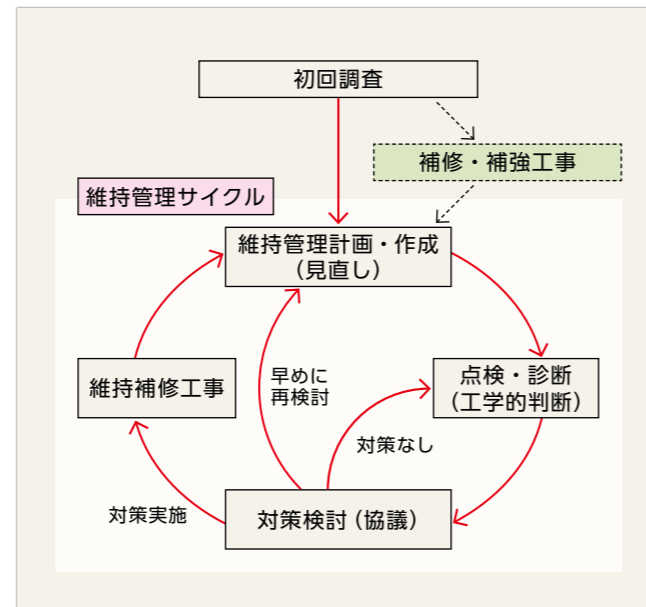 初回調査
補修・補強工事
維持管理サイクル
維持管理計画・作成
（見直し）
維持補修工事
早めに
再検討
点検・診断
（工学的判断）
対策なし
対策実施
対策検討（協議）